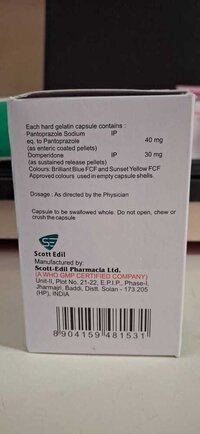 Each hard gelatin capsule contains :
Pantoprazole Sodium IP
eq. to Pantoprazole 40 mg
(as enteric coated pellets)
Domperidone IP 30 mg
(as sustained release pellets)
Colours: Brilliant Blue FCF and Sunset Yellow FCF
Approved colours used in empty capsule shells.
Dosage : As directed by the Physician
Capsule to be swallowed whole. Do not open, chew or
crush the capsule
SE
Scott Edil
Manufactured by:
Scott-Edil Pharmacia Ltd.
(A WHO GMP CERTIFIED COMPANY)
Unit-II, Plot No. 21-22, E.P.I.P., Phase-I,
Jharmajri, Baddi, Distt. Solan - 173 205
(HP), INDIA
8 904159 481531